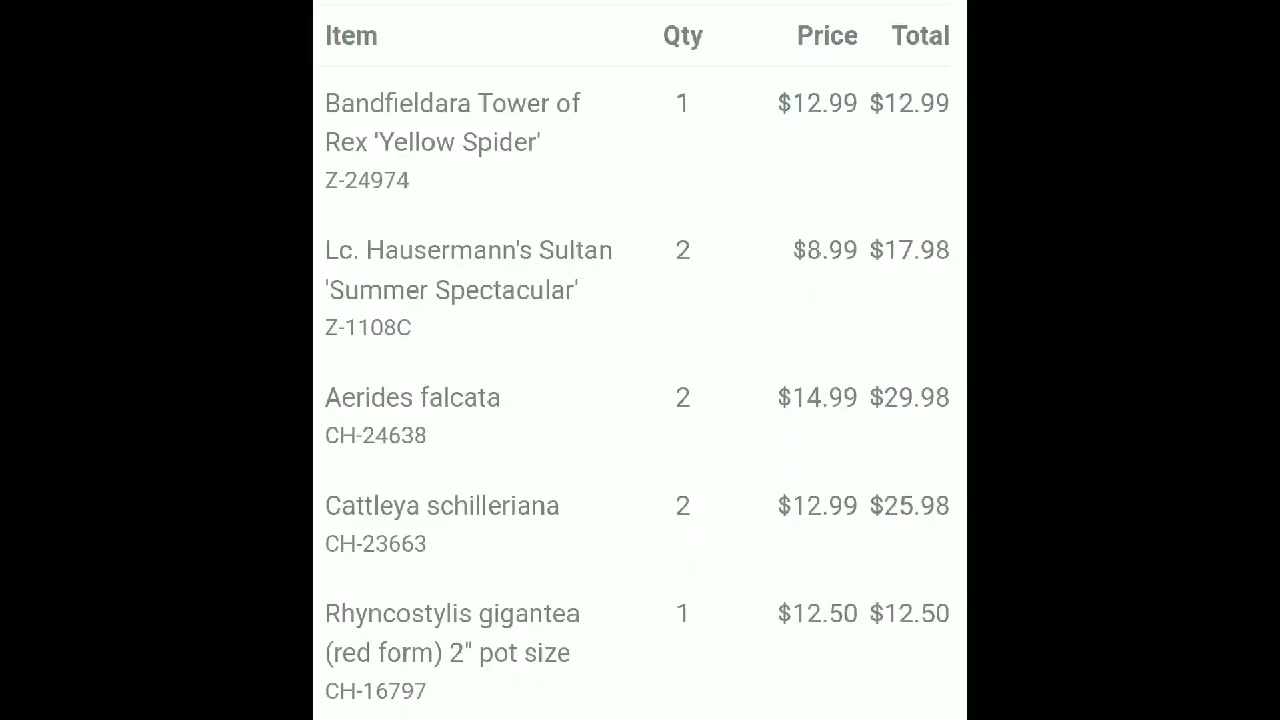 Item Qty Price Total
Bandfieldara Tower of 1 $12.99 $12.99
Rex 'Yellow Spider'
Z-24974
Lc. Hausermann's Sultan 2 $8.99 $17.98
'Summer Spectacular'
Z-1108C
Aerides falcata 2 $14.99 $29.98
CH-24638
Cattleya schilleriana 2 $12.99 $25.98
CH-23663
Rhyncostylis gigantea 1 $12.50 $12.50
(red form) 2" pot size
CH-16797